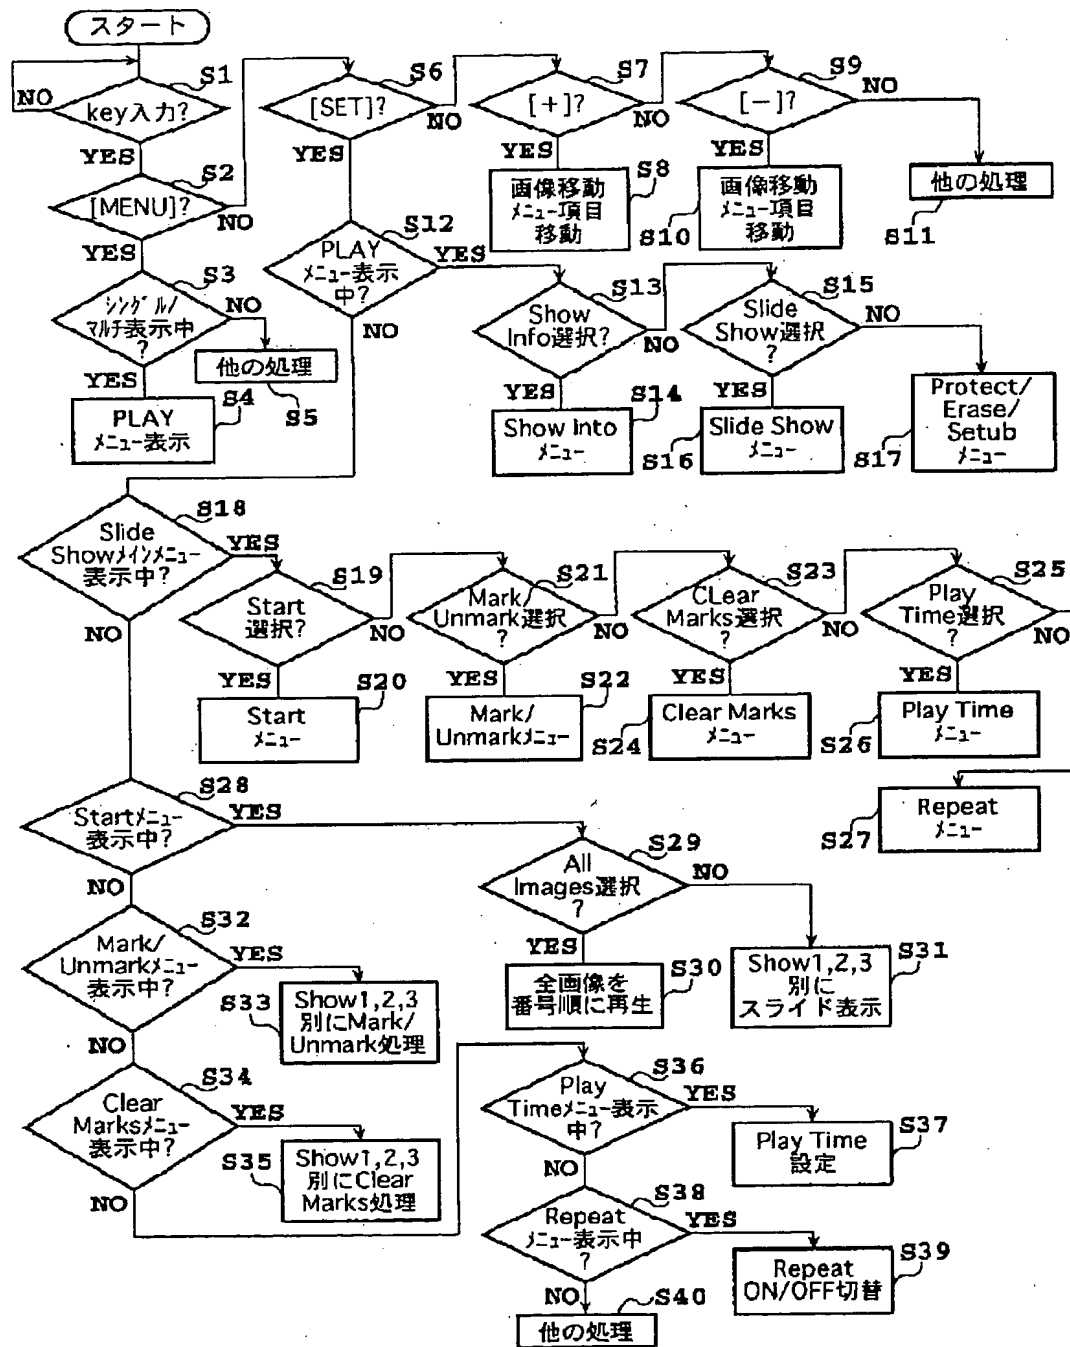 スタート
S1
key入力?
NO
YES
S2
[MENU]?
NO
YES
S3
シングル/
マルチ表示中
?
NO
YES
S4
PLAY
メニュー表示
他の処理
S5
S6
[SET]?
NO
YES
S7
[+]?
NO
YES
S8
画像移動
メニュー項目
移動
S9
[-]?
NO
YES
S10
画像移動
メニュー項目
移動
他の処理
S11
S12
PLAY
メニュー表示
中?
YES
NO
S13
Show
Info選択?
NO
YES
S14
Show Into
メニュー
S15
Slide
Show選択
?
NO
YES
S16
Slide Show
メニュー
S17
Protect/
Erase/
Setub
メニュー
S18
Slide
Showメインメニュー
表示中?
YES
NO
S19
Start
選択?
NO
YES
S20
Start
メニュー
S21
Mark/
Unmark選択
?
NO
YES
S22
Mark/
Unmarkメニュー
S23
CLear
Marks選択
?
NO
YES
S24
Clear Marks
メニュー
S25
Play
Time選択
?
NO
YES
S26
Play Time
メニュー
S27
Repeat
メニュー
S28
Startメニュー
表示中?
YES
NO
S29
All
Images選択
?
NO
YES
S30
全画像を
番号順に再生
S31
Show1,2,3
別に
スライド表示
S32
Mark/
Unmarkメニュー
表示中?
YES
NO
S33
Show1,2,3
別にMark/
Unmark処理
S34
Clear
Marksメニュー
表示中?
YES
NO
S35
Show1,2,3
別にClear
Marks処理
S36
Play
Timeメニュー表示
中?
YES
NO
S37
Play Time
設定
S38
Repeat
メニュー表示中
?
YES
NO
S39
Repeat
ON/OFF切替
S40
他の処理